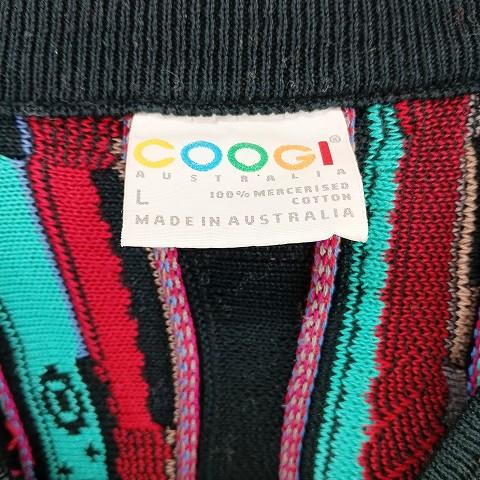 COOGI®
AUSTRALIA
L 100% MERCERISED
COTTON
MADE IN AUSTRALIA